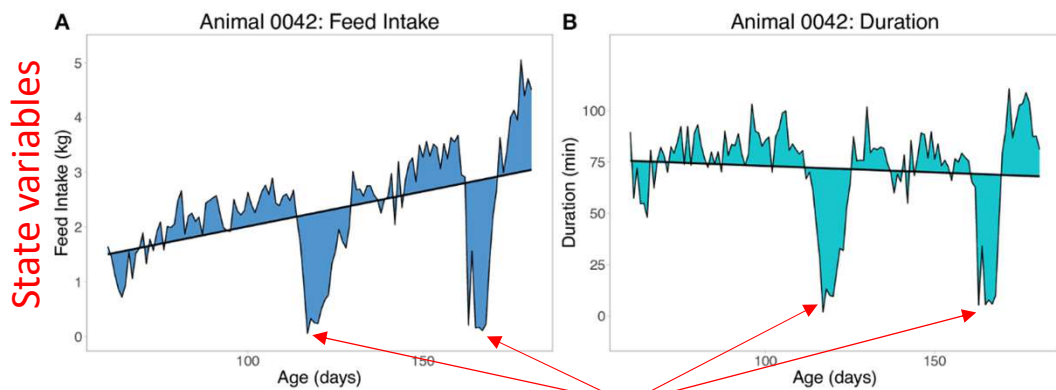 State variables
A
Animal 0042: Feed Intake
Feed Intake (kg)
5
4
3
2
1
0
100
150
Age (days)
B
Animal 0042: Duration
Duration (min)
100
75
50
25
0
100
150
Age (days)